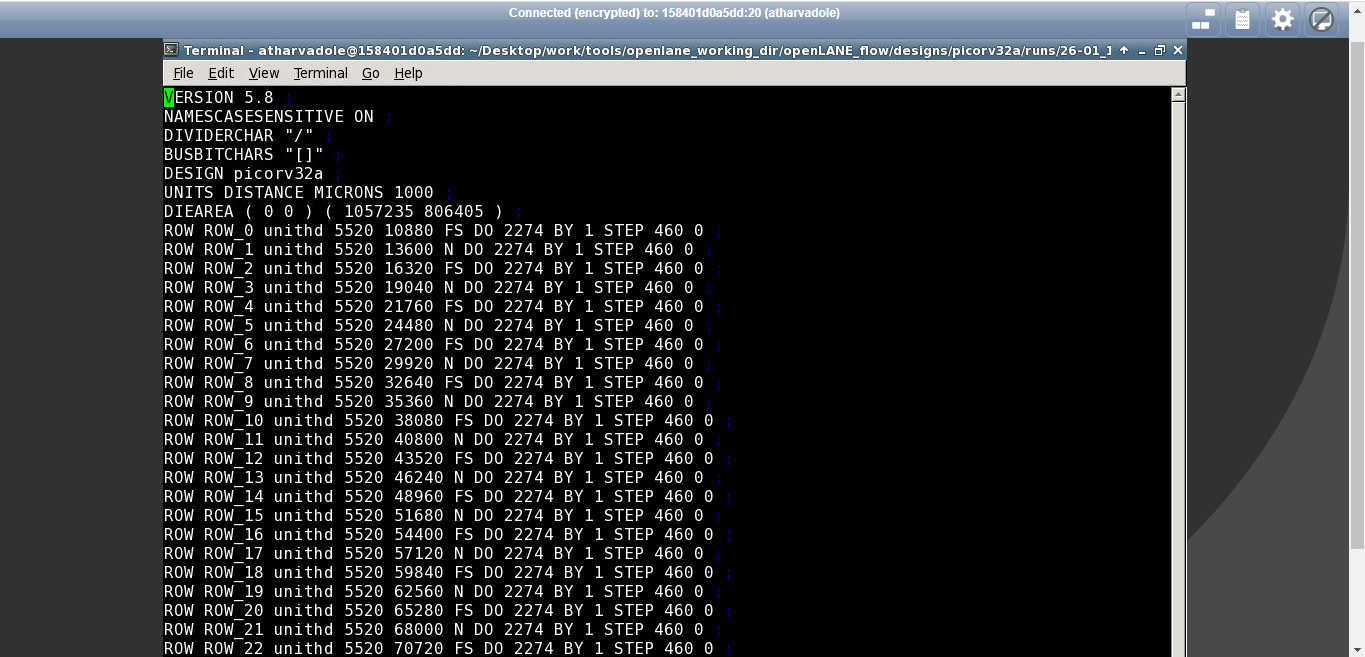 Connected (encrypted) to: 158401d0a5dd:20 (atharvadole)
Terminal - atharvadole@158401d0a5dd: ~/Desktop/work/tools/openlane_working_dir/openLANE_flow/designs/picorv32a/runs/26-01_1
File Edit View Terminal Go Help
VERSION 5.8 ;
NAMESCASESENSITIVE ON ;
DIVIDERCHAR "/" ;
BUSBITCHARS "[]" ;
DESIGN picorv32a ;
UNITS DISTANCE MICRONS 1000 ;
DIEAREA ( 0 0 ) ( 1057235 806405 ) ;
ROW ROW_0 unithd 5520 10880 FS DO 2274 BY 1 STEP 460 0 ;
ROW ROW_1 unithd 5520 13600 N DO 2274 BY 1 STEP 460 0 ;
ROW ROW_2 unithd 5520 16320 FS DO 2274 BY 1 STEP 460 0 ;
ROW ROW_3 unithd 5520 19040 N DO 2274 BY 1 STEP 460 0 ;
ROW ROW_4 unithd 5520 21760 FS DO 2274 BY 1 STEP 460 0 ;
ROW ROW_5 unithd 5520 24480 N DO 2274 BY 1 STEP 460 0 ;
ROW ROW_6 unithd 5520 27200 FS DO 2274 BY 1 STEP 460 0 ;
ROW ROW_7 unithd 5520 29920 N DO 2274 BY 1 STEP 460 0 ;
ROW ROW_8 unithd 5520 32640 FS DO 2274 BY 1 STEP 460 0 ;
ROW ROW_9 unithd 5520 35360 N DO 2274 BY 1 STEP 460 0 ;
ROW ROW_10 unithd 5520 38080 FS DO 2274 BY 1 STEP 460 0 ;
ROW ROW_11 unithd 5520 40800 N DO 2274 BY 1 STEP 460 0 ;
ROW ROW_12 unithd 5520 43520 FS DO 2274 BY 1 STEP 460 0 ;
ROW ROW_13 unithd 5520 46240 N DO 2274 BY 1 STEP 460 0 ;
ROW ROW_14 unithd 5520 48960 FS DO 2274 BY 1 STEP 460 0 ;
ROW ROW_15 unithd 5520 51680 N DO 2274 BY 1 STEP 460 0 ;
ROW ROW_16 unithd 5520 54400 FS DO 2274 BY 1 STEP 460 0 ;
ROW ROW_17 unithd 5520 57120 N DO 2274 BY 1 STEP 460 0 ;
ROW ROW_18 unithd 5520 59840 FS DO 2274 BY 1 STEP 460 0 ;
ROW ROW_19 unithd 5520 62560 N DO 2274 BY 1 STEP 460 0 ;
ROW ROW_20 unithd 5520 65280 FS DO 2274 BY 1 STEP 460 0 ;
ROW ROW_21 unithd 5520 68000 N DO 2274 BY 1 STEP 460 0 ;
ROW ROW_22 unithd 5520 70720 FS DO 2274 BY 1 STEP 460 0 ;